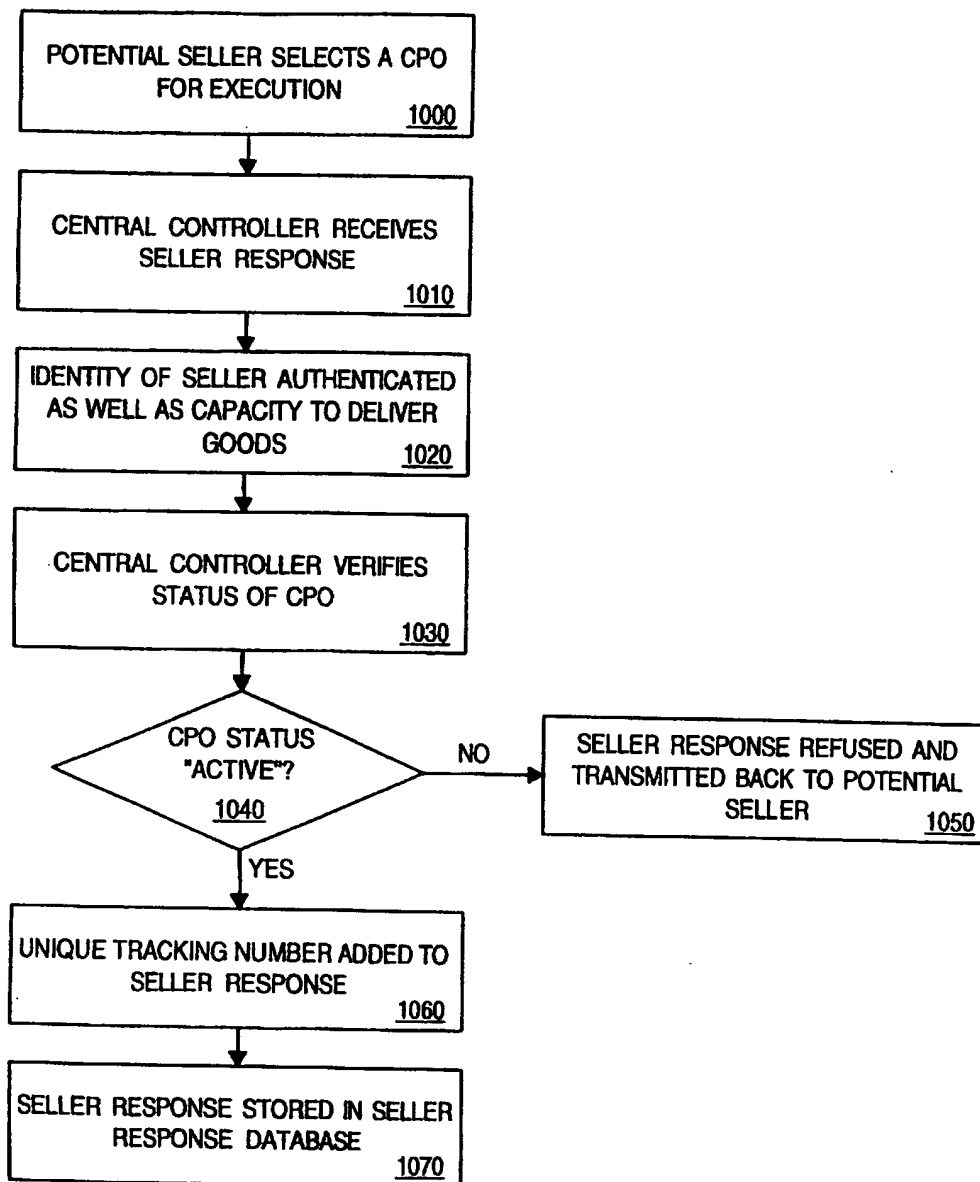 POTENTIAL SELLER SELECTS A CPO
FOR EXECUTION
1000
CENTRAL CONTROLLER RECEIVES
SELLER RESPONSE
1010
IDENTITY OF SELLER AUTHENTICATED
AS WELL AS CAPACITY TO DELIVER
GOODS
1020
CENTRAL CONTROLLER VERIFIES
STATUS OF CPO
1030
CPO STATUS
"ACTIVE"?
1040
NO
SELLER RESPONSE REFUSED AND
TRANSMITTED BACK TO POTENTIAL
SELLER
1050
YES
UNIQUE TRACKING NUMBER ADDED TO
SELLER RESPONSE
1060
SELLER RESPONSE STORED IN SELLER
RESPONSE DATABASE
1070